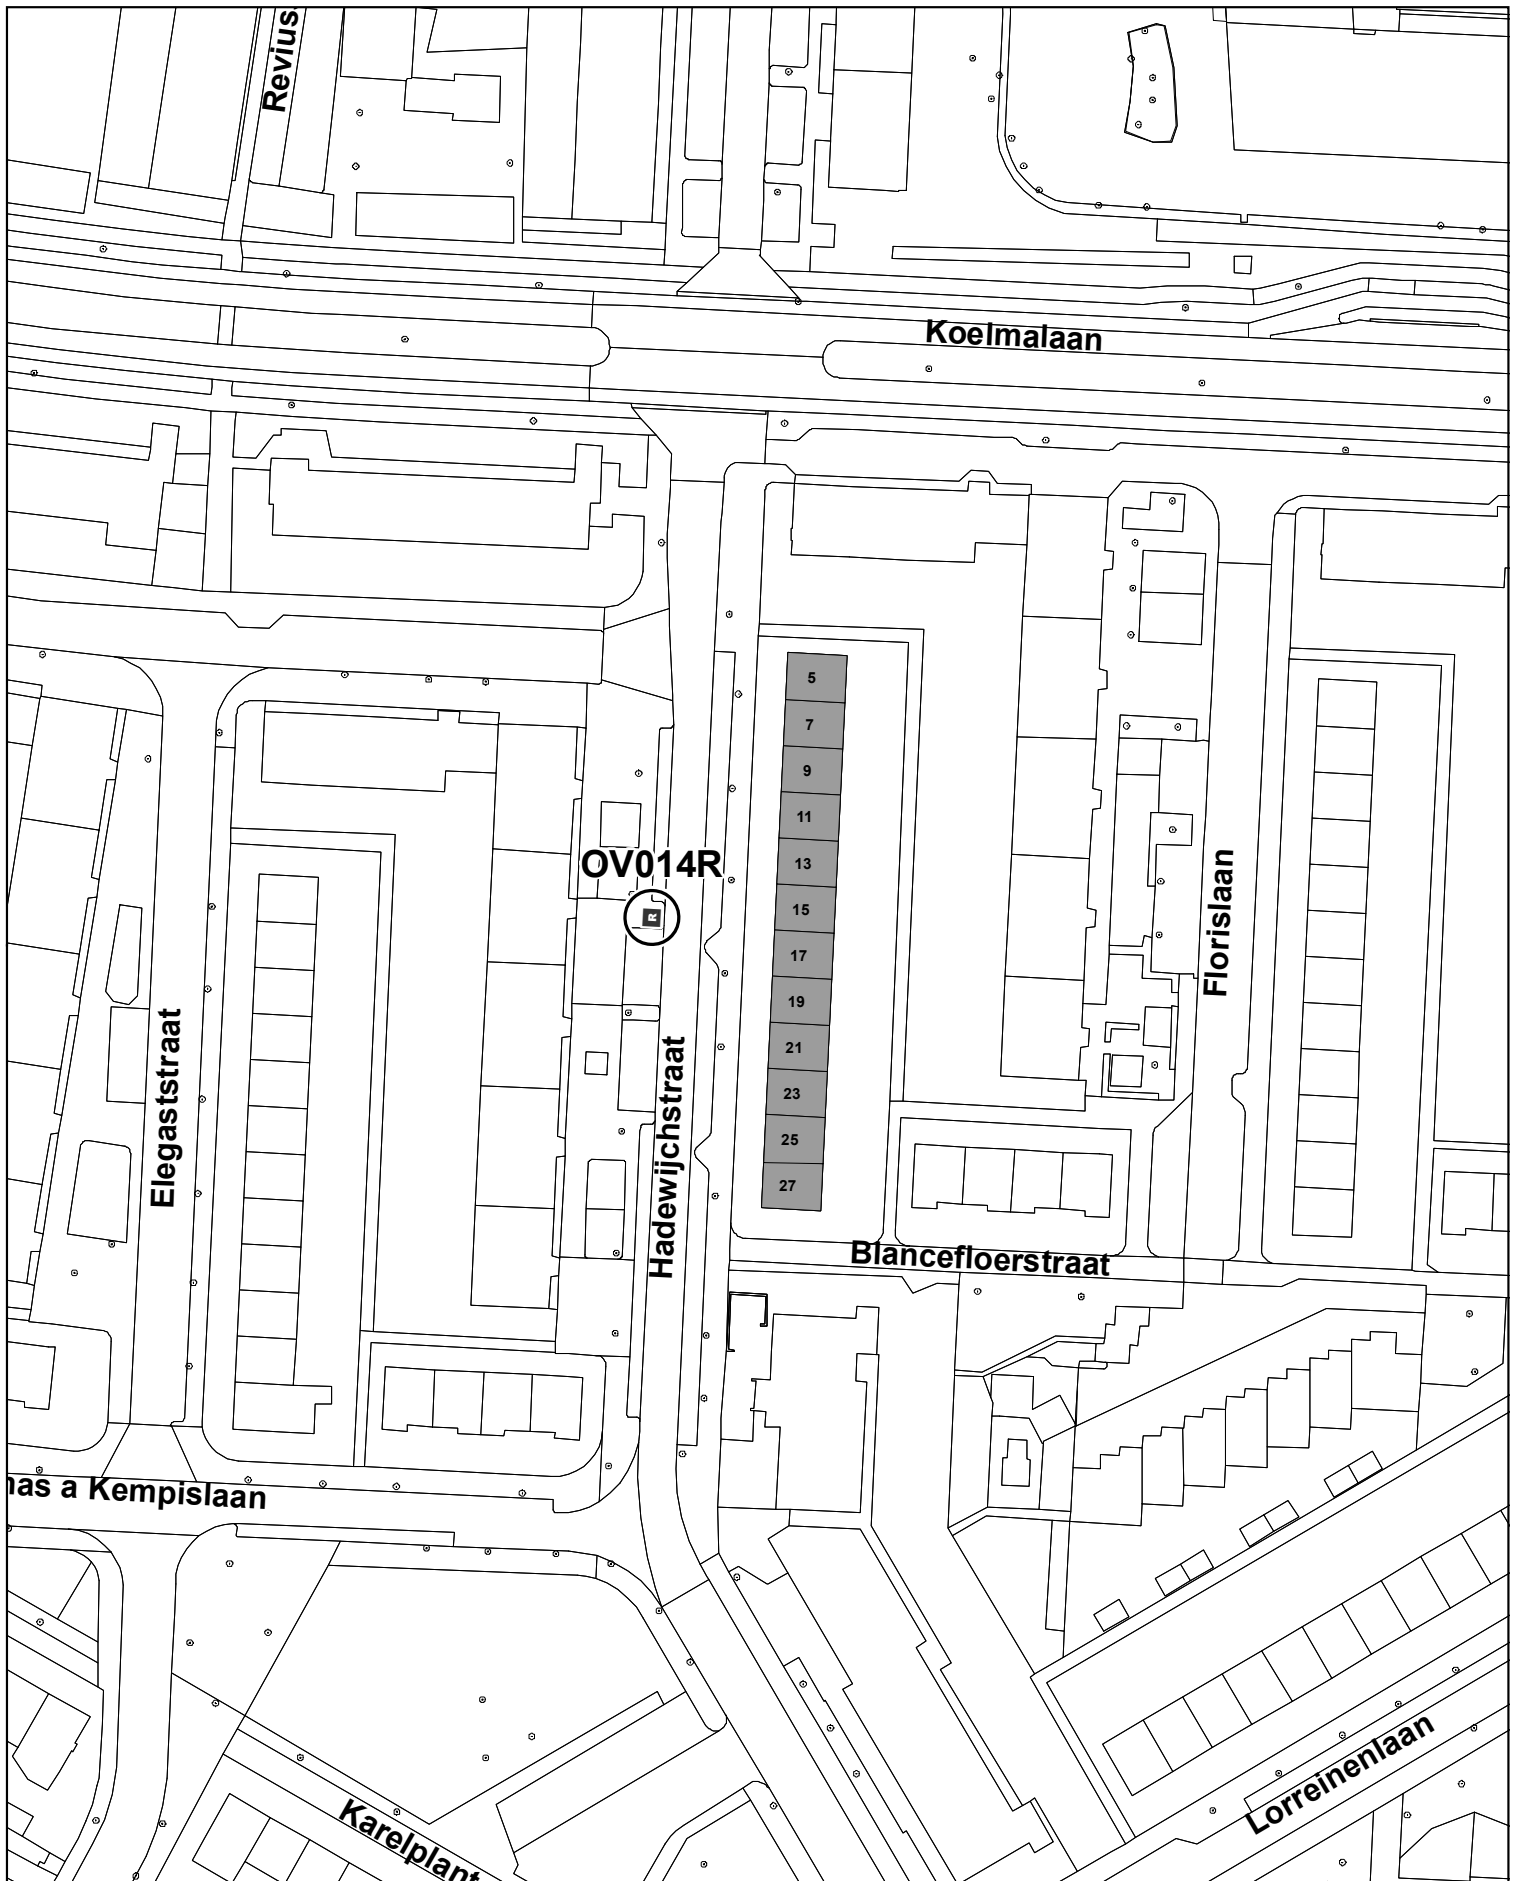 Revius
Koelmalaan
5
7
9
11
OV014R
13
R
15
17
19
21
23
25
27
Florislaan
Elegaststraat
Hadewijchstraat
Blancefloerstraat
nas a Kempislaan
Lorreinenlaan
Karelplant